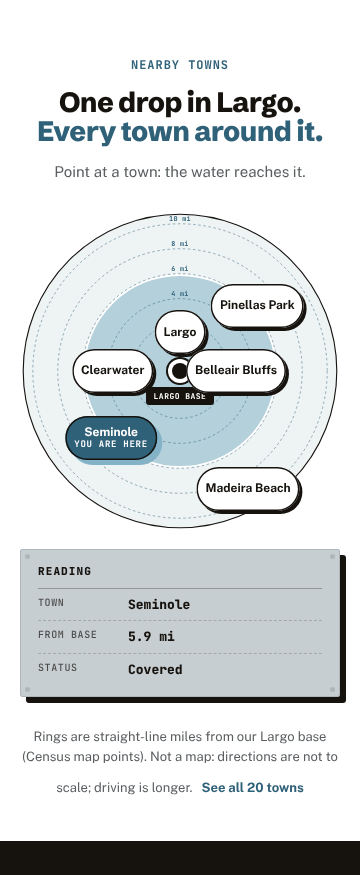 NEARBY TOWNS
One drop in Largo.
Every town around it.
Point at a town: the water reaches it.
10 mi
8 mi
6 mi
4 mi
Pinellas Park
Largo
Clearwater
Belleair Bluffs
LARGO BASE
Seminole
YOU ARE HERE
Madeira Beach
READING
TOWN Seminole
FROM BASE 5.9 mi
STATUS Covered
Rings are straight-line miles from our Largo base
(Census map points). Not a map: directions are not to
scale; driving is longer. See all 20 towns